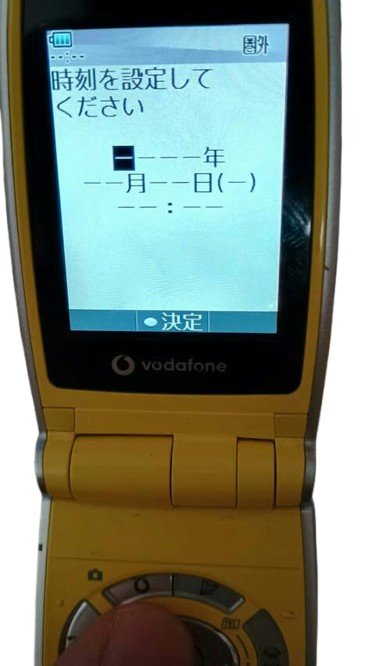 圏外
--:--
時刻を設定して
ください
----年
--月--日(-)
--:--
決定
vodafone